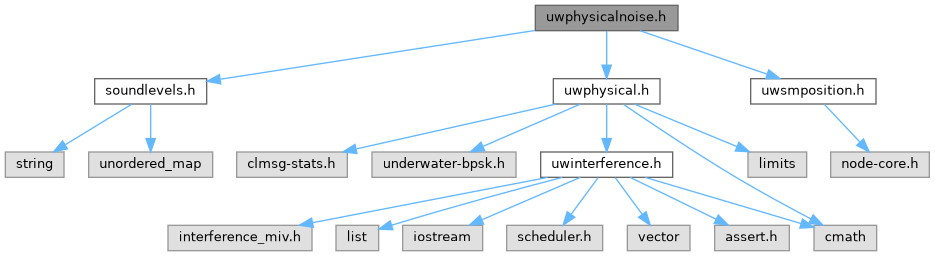 uwphysicalnoise.h
soundlevels.h
uwphysical.h
uwsmposition.h
string
unordered_map
clmsg-stats.h
underwater-bpsk.h
uwinterference.h
limits
node-core.h
interference_miv.h
list
iostream
scheduler.h
vector
assert.h
cmath